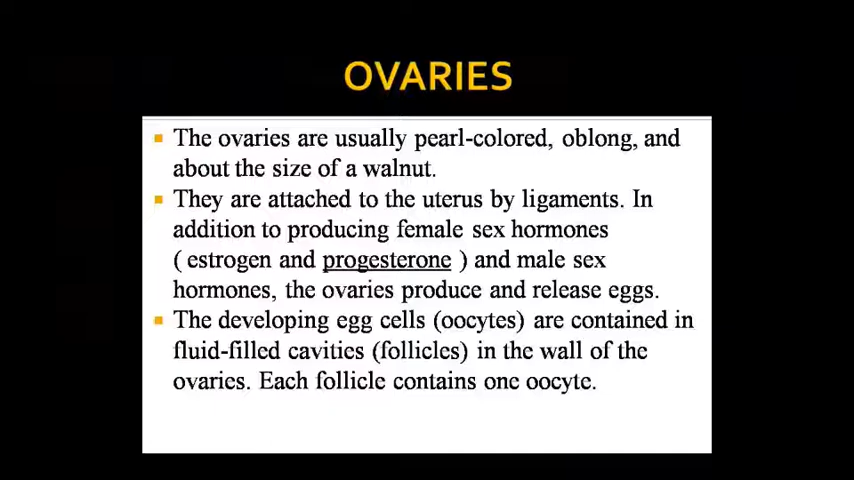 OVARIES
▪ The ovaries are usually pearl-colored, oblong, and
about the size of a walnut.
▪ They are attached to the uterus by ligaments. In
addition to producing female sex hormones
( estrogen and progesterone ) and male sex
hormones, the ovaries produce and release eggs.
▪ The developing egg cells (oocytes) are contained in
fluid-filled cavities (follicles) in the wall of the
ovaries. Each follicle contains one oocyte.